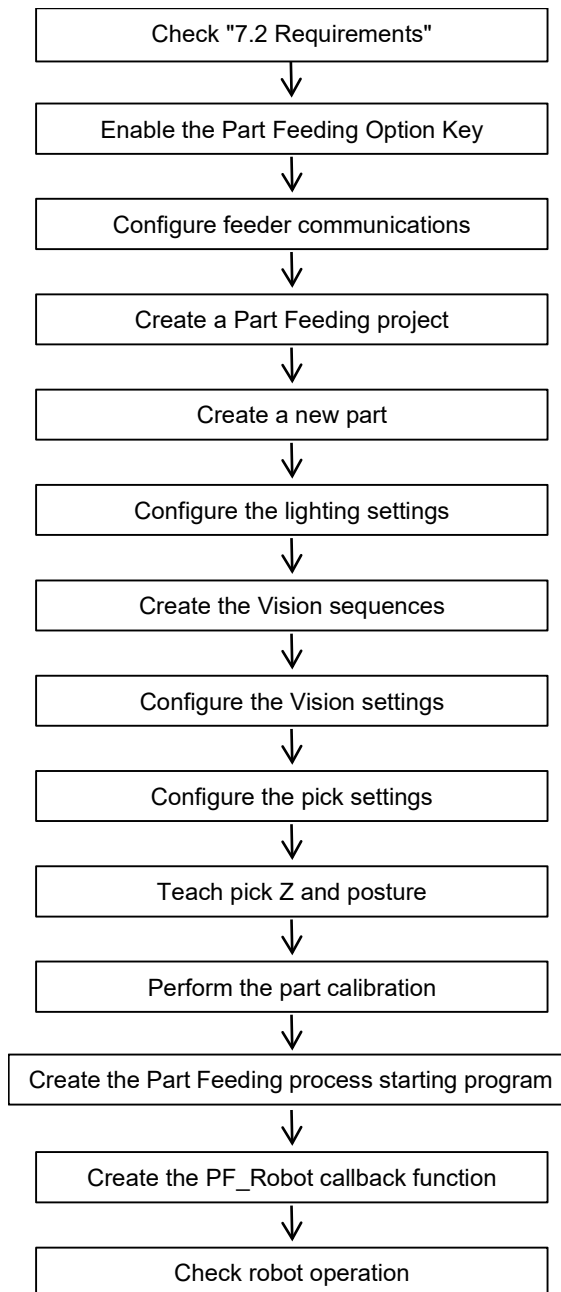 Check "7.2 Requirements"
Enable the Part Feeding Option Key
Configure feeder communications
Create a Part Feeding project
Create a new part
Configure the lighting settings
Create the Vision sequences
Configure the Vision settings
Configure the pick settings
Teach pick Z and posture
Perform the part calibration
Create the Part Feeding process starting program
Create the PF_Robot callback function
Check robot operation